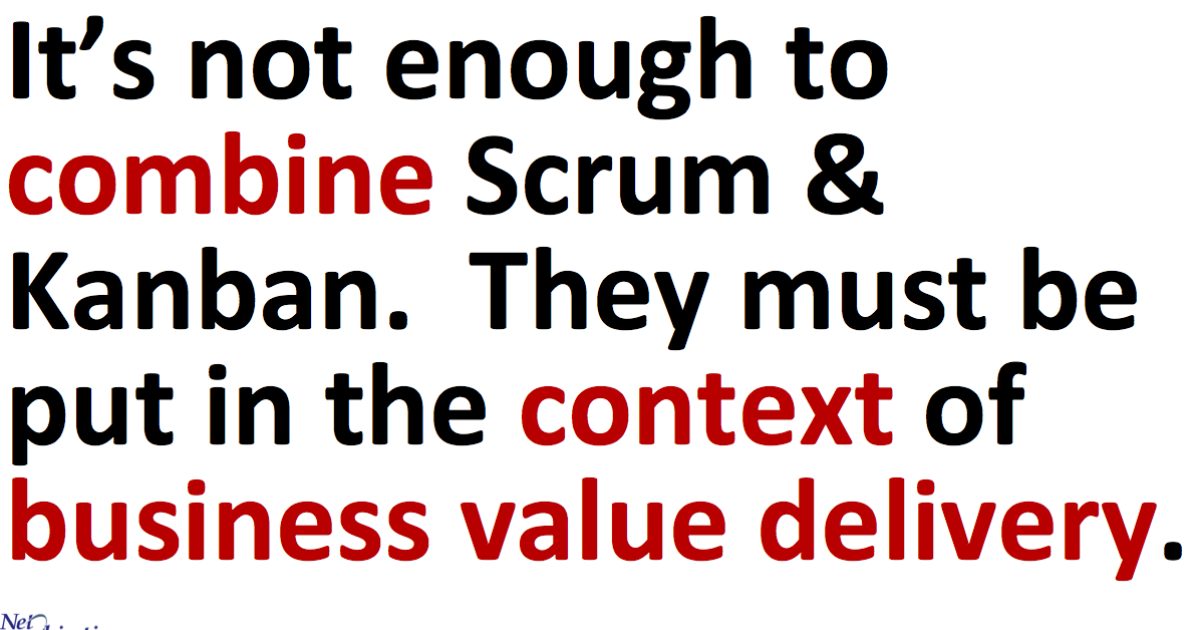 It’s not enough to
combine Scrum &
Kanban.  They must be
put in the context of
business value delivery.
Net